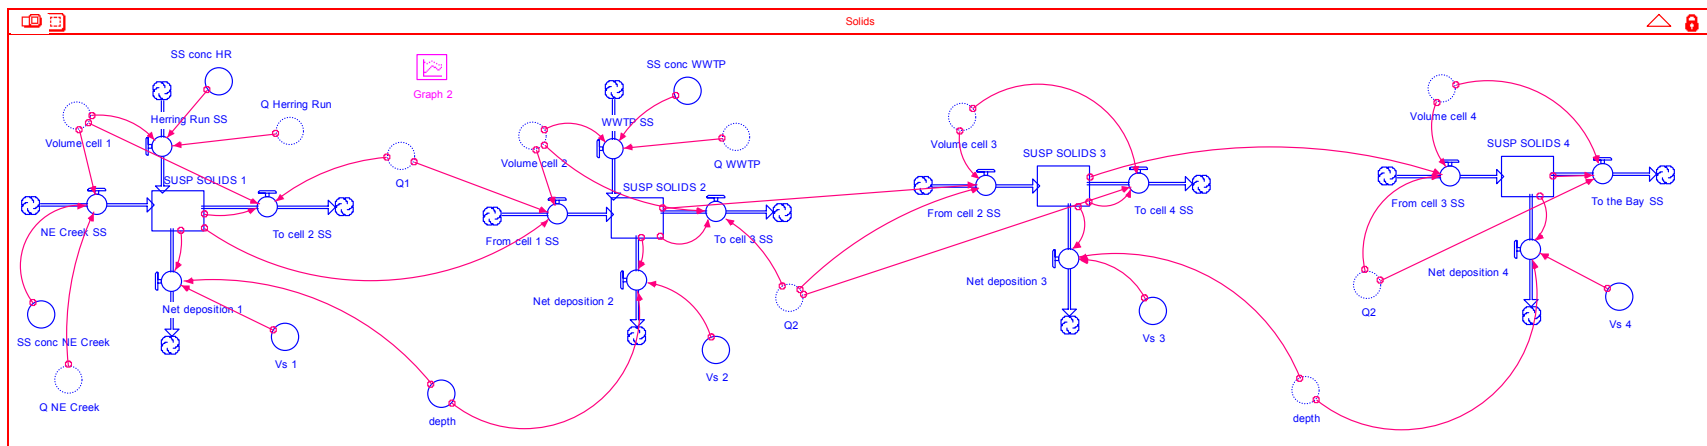 Solids
SS conc HR
Graph 2
Q Herring Run
Herring Run SS
Volume cell 1
SUSP SOLIDS 1
NE Creek SS
To cell 2 SS
Net deposition 1
SS conc NE Creek
Vs 1
Q NE Creek
Q1
SS conc WWTP
WWTP SS
Volume cell 2
Q WWTP
SUSP SOLIDS 2
From cell 1 SS
To cell 3 SS
Net deposition 2
Vs 2
depth
Q2
Volume cell 3
SUSP SOLIDS 3
From cell 2 SS
To cell 4 SS
Net deposition 3
Vs 3
Volume cell 4
SUSP SOLIDS 4
From cell 3 SS
To the Bay SS
Net deposition 4
Q2
Vs 4
depth